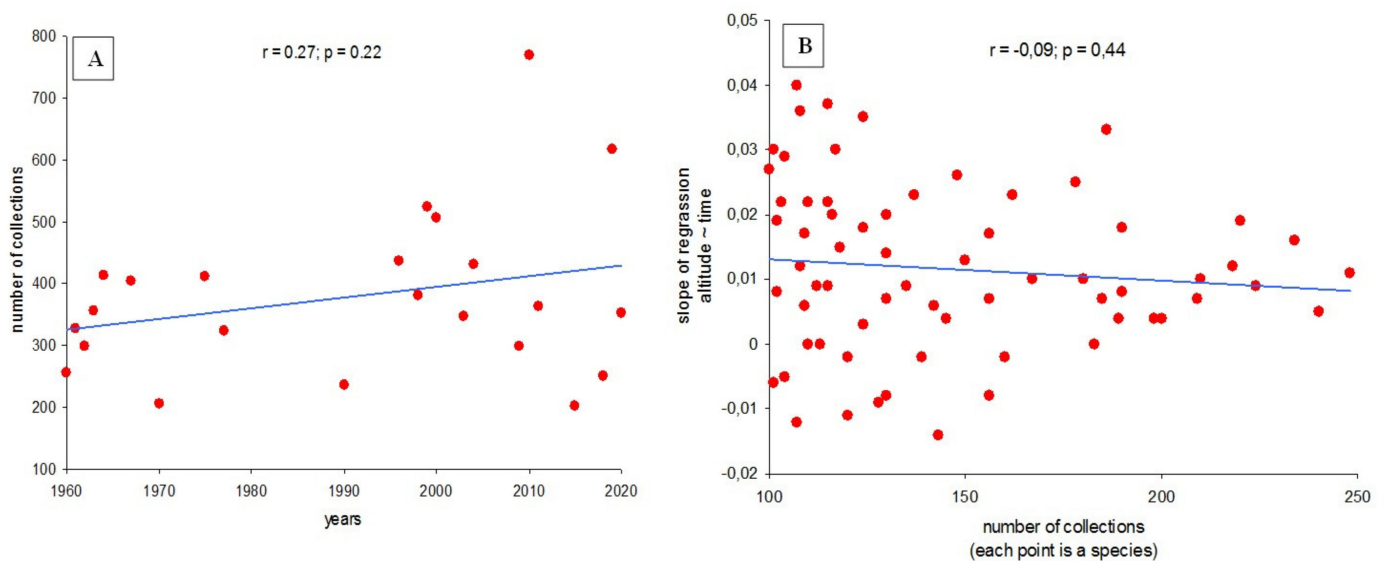 A
r = 0.27; p = 0.22
number of collections
800
700
600
500
400
300
200
100
1960
1970
1980
1990
2000
2010
2020
years
B
r = -0,09; p = 0,44
slope of regrassion
altitude ~ time
0,05
0,04
0,03
0,02
0,01
0
-0,01
-0,02
100
150
200
250
number of collections
(each point is a species)